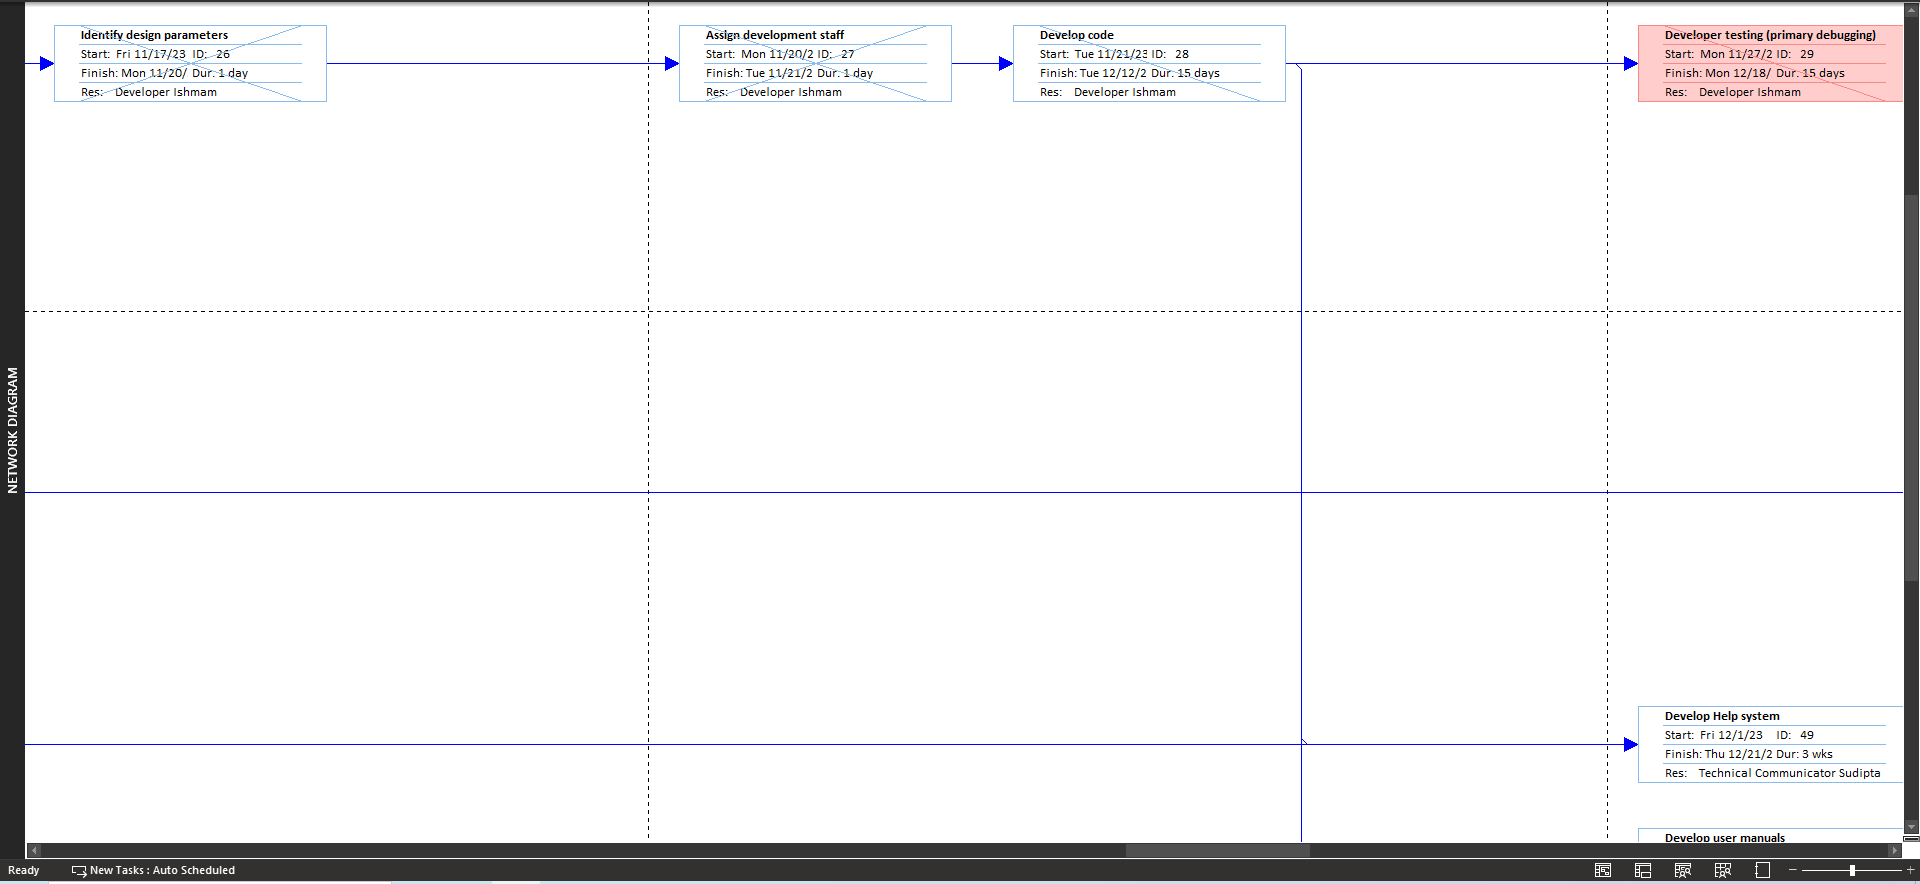 Identify design parameters
Start: Fri 11/17/23 ID: 26
Finish: Mon 11/20/ Dur: 1 day
Res: Developer Ishmam
Assign development staff
Start: Mon 11/20/2 ID: 27
Finish: Tue 11/21/2 Dur: 1 day
Res: Developer Ishmam
Develop code
Start: Tue 11/21/23 ID: 28
Finish: Tue 12/12/2 Dur: 15 days
Res: Developer Ishmam
Developer testing (primary debugging)
Start: Mon 11/27/2 ID: 29
Finish: Mon 12/18/ Dur: 15 days
Res: Developer Ishmam
NETWORK DIAGRAM
Develop Help system
Start: Fri 12/1/23 ID: 49
Finish: Thu 12/21/2 Dur: 3 wks
Res: Technical Communicator Sudipta
Develop user manuals
Ready
New Tasks : Auto Scheduled